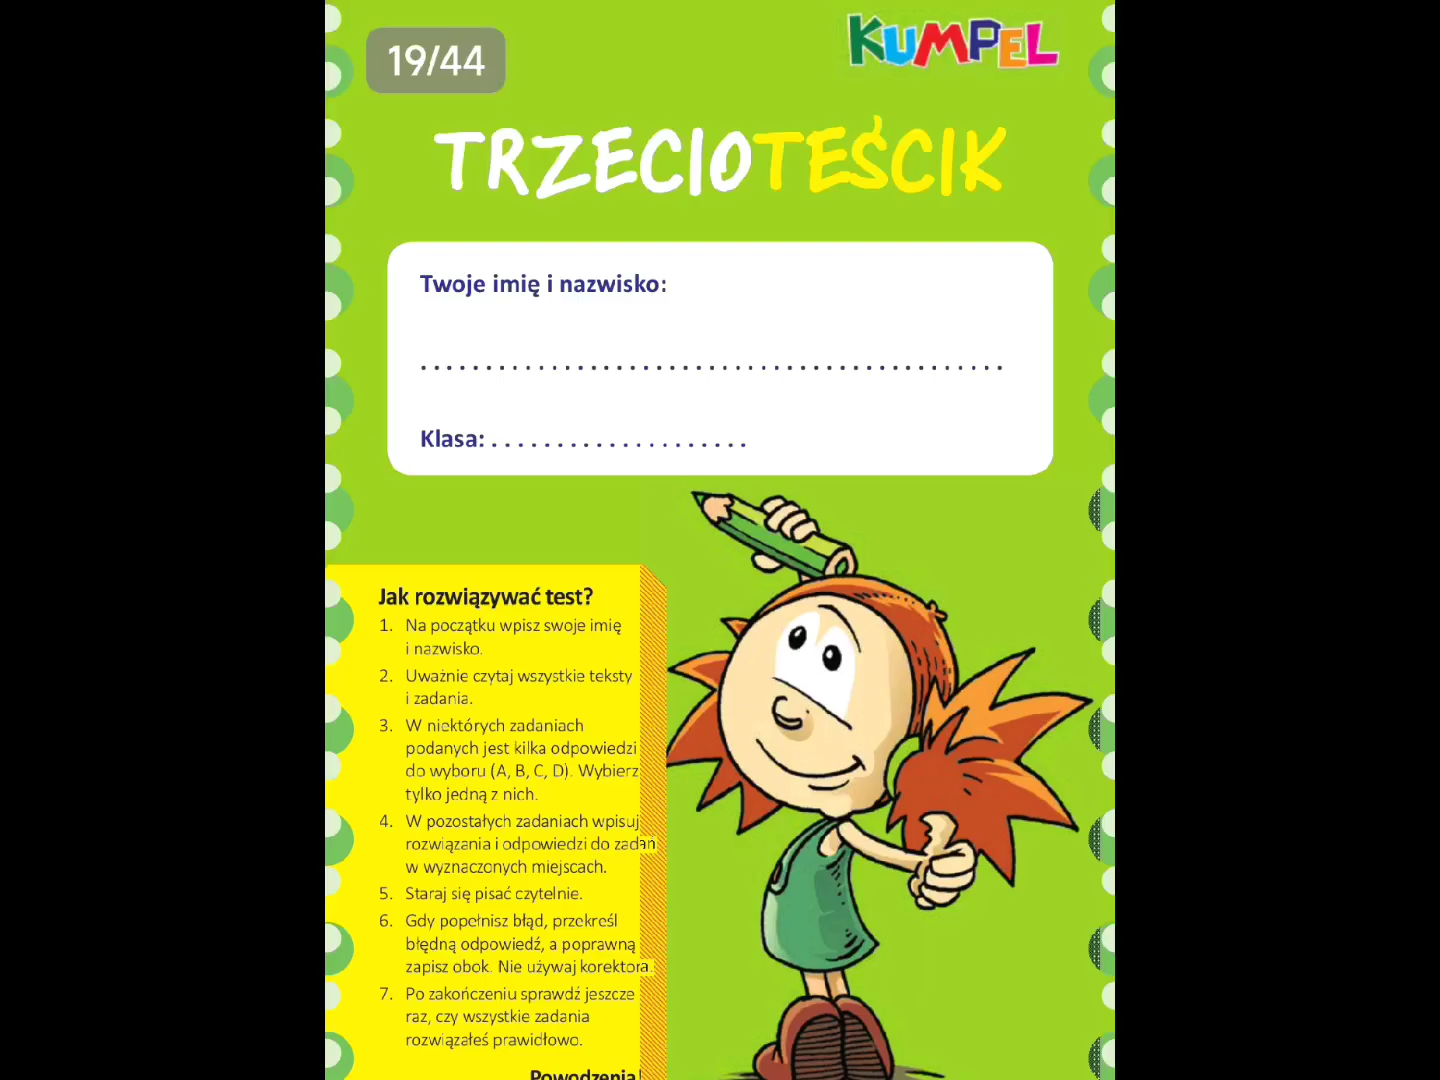 19/44
KUMPEL
TRZECIOTEŚCIK
Twoje imię i nazwisko:
............................................
Klasa: ....................
Jak rozwiązywać test?
1. Na początku wpisz swoje imię
i nazwisko.
2. Uważnie czytaj wszystkie teksty
i zadania.
3. W niektórych zadaniach
podanych jest kilka odpowiedzi
do wyboru (A, B, C, D). Wybierz
tylko jedną z nich.
4. W pozostałych zadaniach wpisuj
rozwiązania i odpowiedzi do zadań
w wyznaczonych miejscach.
5. Staraj się pisać czytelnie.
6. Gdy popełnisz błąd, przekreśl
błędną odpowiedź, a poprawną
zapisz obok. Nie używaj korektora.
7. Po zakończeniu sprawdź jeszcze
raz, czy wszystkie zadania
rozwiązałeś prawidłowo.
Powodzenia!